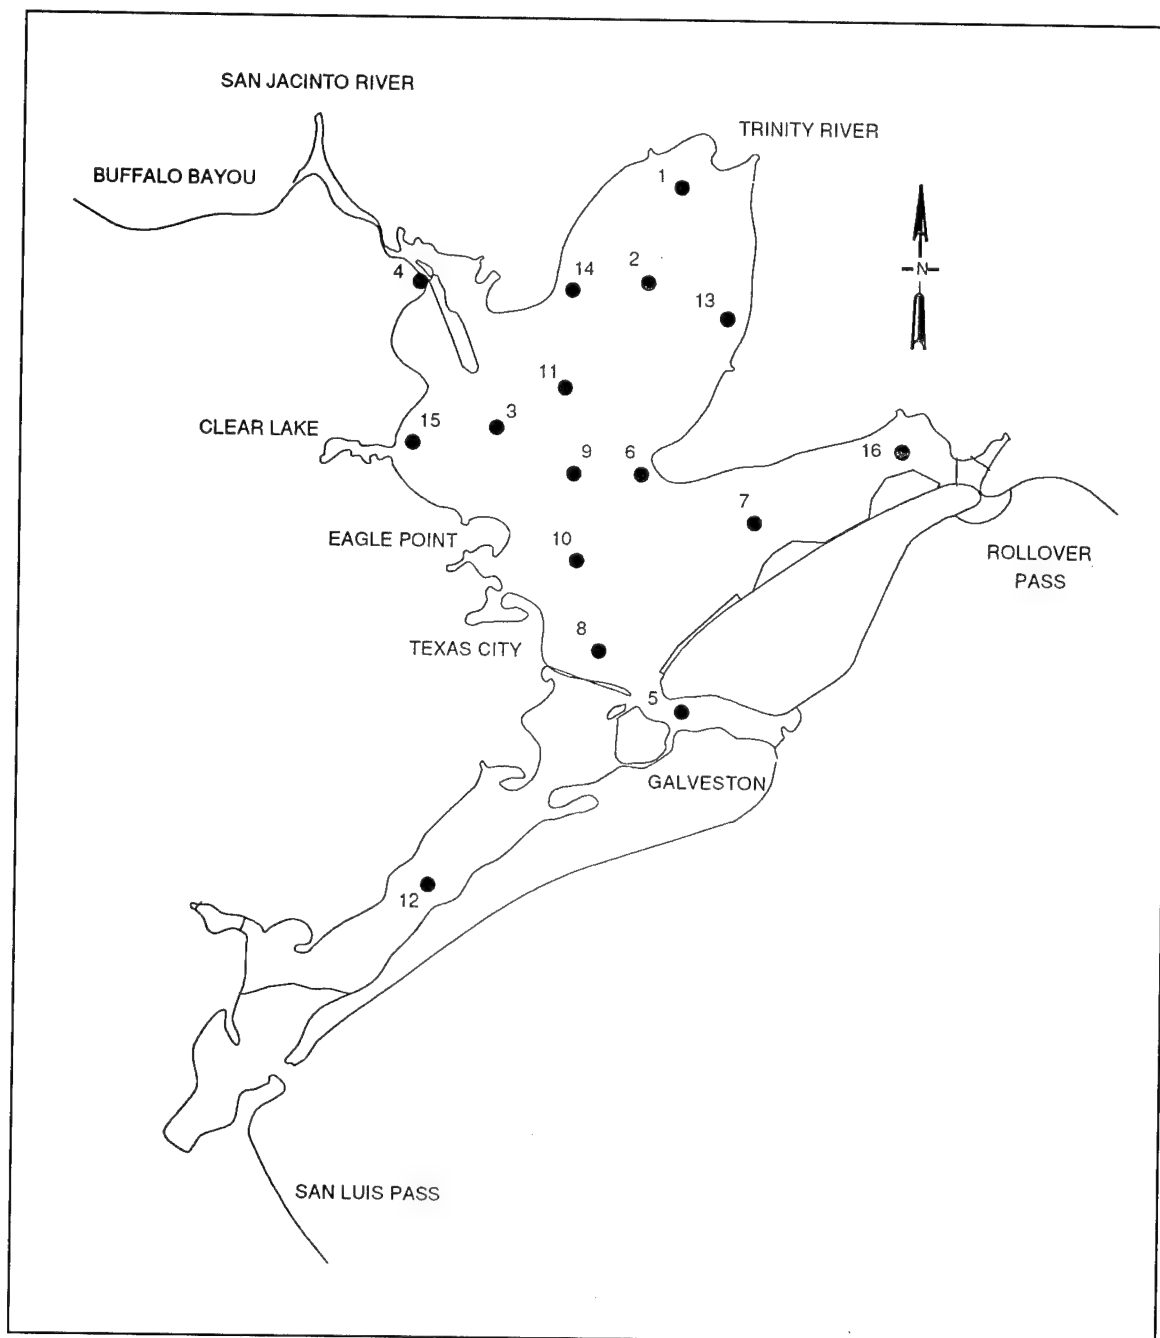 SAN JACINTO RIVER
TRINITY RIVER
BUFFALO BAYOU
1
N
4
14
2
13
11
CLEAR LAKE
15
3
9
6
16
7
EAGLE POINT
10
ROLLOVER
PASS
TEXAS CITY
8
5
GALVESTON
12
SAN LUIS PASS